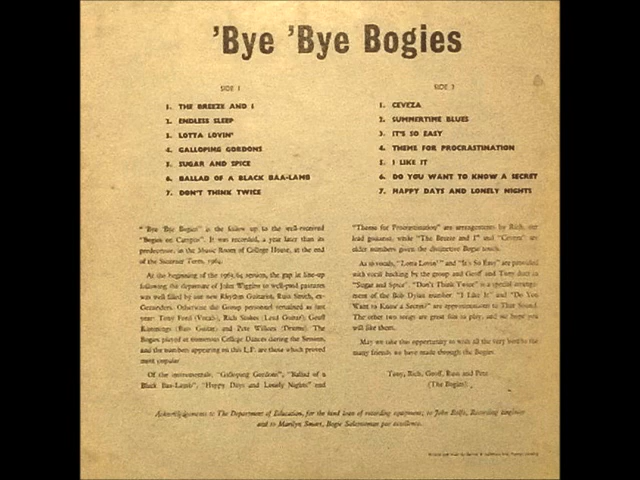 'Bye 'Bye Bogies
SIDE 1
1. THE BREEZE AND I
2. ENDLESS SLEEP
3. LOTTA LOVIN'
4. GALLOPING GORDONS
5. SUGAR AND SPICE
6. BALLAD OF A BLACK BAA-LAMB
7. DON'T THINK TWICE
SIDE 2
1. CEVEZA
2. SUMMERTIME BLUES
3. IT'S SO EASY
4. THEME FOR PROCRASTINATION
5. I LIKE IT
6. DO YOU WANT TO KNOW A SECRET
7. HAPPY DAYS AND LONELY NIGHTS
"'Bye 'Bye Bogies" is the follow up to the well-received
"Bogies on Campus". It was recorded, a year later than its
predecessor, in the Music Room of College House, at the end
of the Summer Term, 1964.
At the beginning of the 1963/64 session, the gap in line-up
following the departure of John Wiggins to well-paid pastures
was well filled by our new Rhythm Guitarist, Russ Smith, ex-
Otherwise the Group personnel remained as last
year: Tony Ford (Vocals), Rich Stokes (Lead Guitar), Geoff
(Bass Guitar) and Pete Willcox (Drums). The
Bogies played at numerous College Dances during the Session,
and the numbers appearing on this L.P. are those which proved
most popular.
Of the instrumentals, "Galloping Gordons", "Ballad of a
Black Baa-Lamb", "Happy Days and Lonely Nights" and
"Theme for Procrastination" are arrangements by Rich, our
lead guitarist, while "The Breeze and I" and "Ceveza" are
older numbers given the distinctive Bogie touch.
As to vocals, "Lotta Lovin'" and "It's So Easy" are provided
with vocal backing by the group and Geoff and Tony duet in
"Sugar and Spice". "Don't Think Twice" is a special arrange-
ment of the Bob Dylan number. "I Like It" and "Do You
Want to Know a Secret" are approximations to That Sound.
The other two songs are great fun to play, and we hope you
will like them.
May we take this opportunity to wish all the very best to the
many friends we have made through the Bogies.
Tony, Rich, Geoff, Russ and Pete
(The Bogies).
Acknowledgements to The Department of Education, for the kind loan of recording equipment; to John Rolfe, Recording Engineer
and to Marilyn Smart, Bogie Saleswoman par excellence.